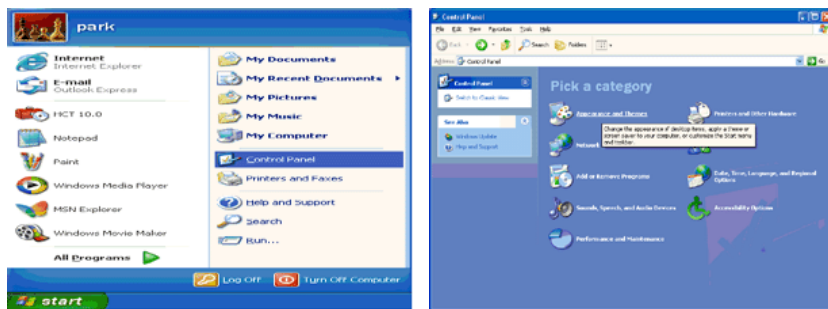 park
Internet
Internet Explorer
E-mail
Outlook Express
HCT 10.0
Notepad
Paint
Windows Media Player
MSN Explorer
Windows Movie Maker
All Programs
My Documents
My Recent Documents
My Pictures
My Music
My Computer
Control Panel
Printers and Faxes
Help and Support
Search
Run...
Log Off
Turn Off Computer
start
Control Panel
File Edit View Favorites Tools Help
Back
Search
Folders
Address
Control Panel
Go
Control Panel
Switch to Classic View
See Also
Windows Update
Help and Support
Pick a category
Appearance and Themes
Printers and Other Hardware
Change the appearance of desktop items, apply a theme or
screen saver to your computer, or customize the Start menu
and taskbar.
Network
Add or Remove Programs
Date, Time, Language, and Regional
Options
Sounds, Speech, and Audio Devices
Accessibility Options
Performance and Maintenance